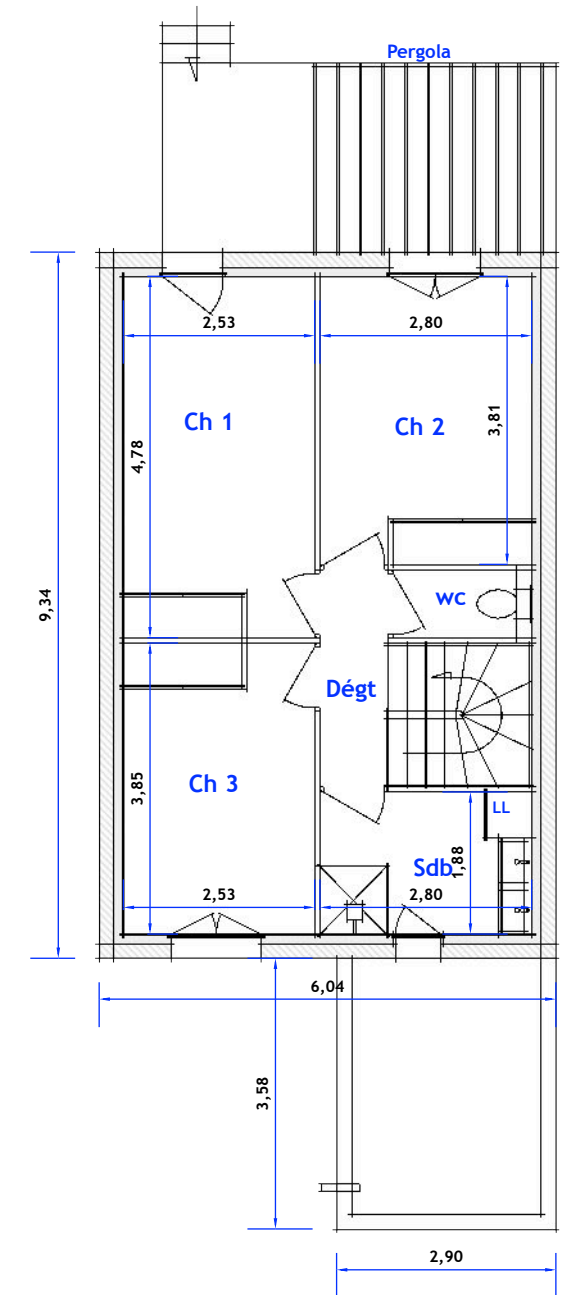 Pergola
2,53
2,80
Ch 1
Ch 2
3,81
4,78
9,34
WC
Dégt
3,85
Ch 3
LL
Sdb
1,88
2,53
2,80
6,04
3,58
2,90